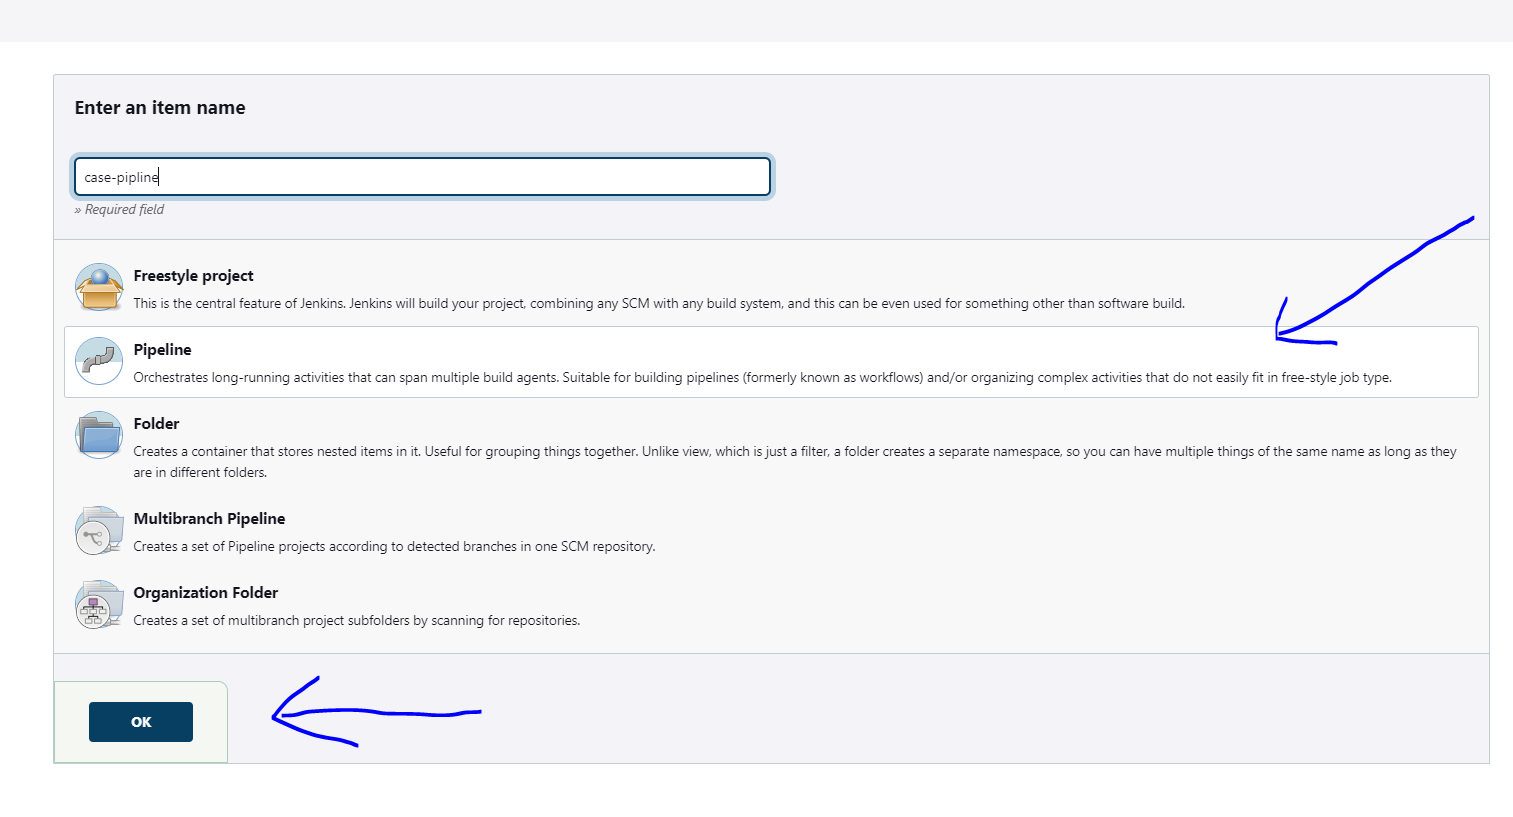 Enter an item name
case-pipline
» Required field
Freestyle project
This is the central feature of Jenkins. Jenkins will build your project, combining any SCM with any build system, and this can be even used for something other than software build.
Pipeline
Orchestrates long-running activities that can span multiple build agents. Suitable for building pipelines (formerly known as workflows) and/or organizing complex activities that do not easily fit in free-style job type.
Folder
Creates a container that stores nested items in it. Useful for grouping things together. Unlike view, which is just a filter, a folder creates a separate namespace, so you can have multiple things of the same name as long as they
are in different folders.
Multibranch Pipeline
Creates a set of Pipeline projects according to detected branches in one SCM repository.
Organization Folder
Creates a set of multibranch project subfolders by scanning for repositories.
OK